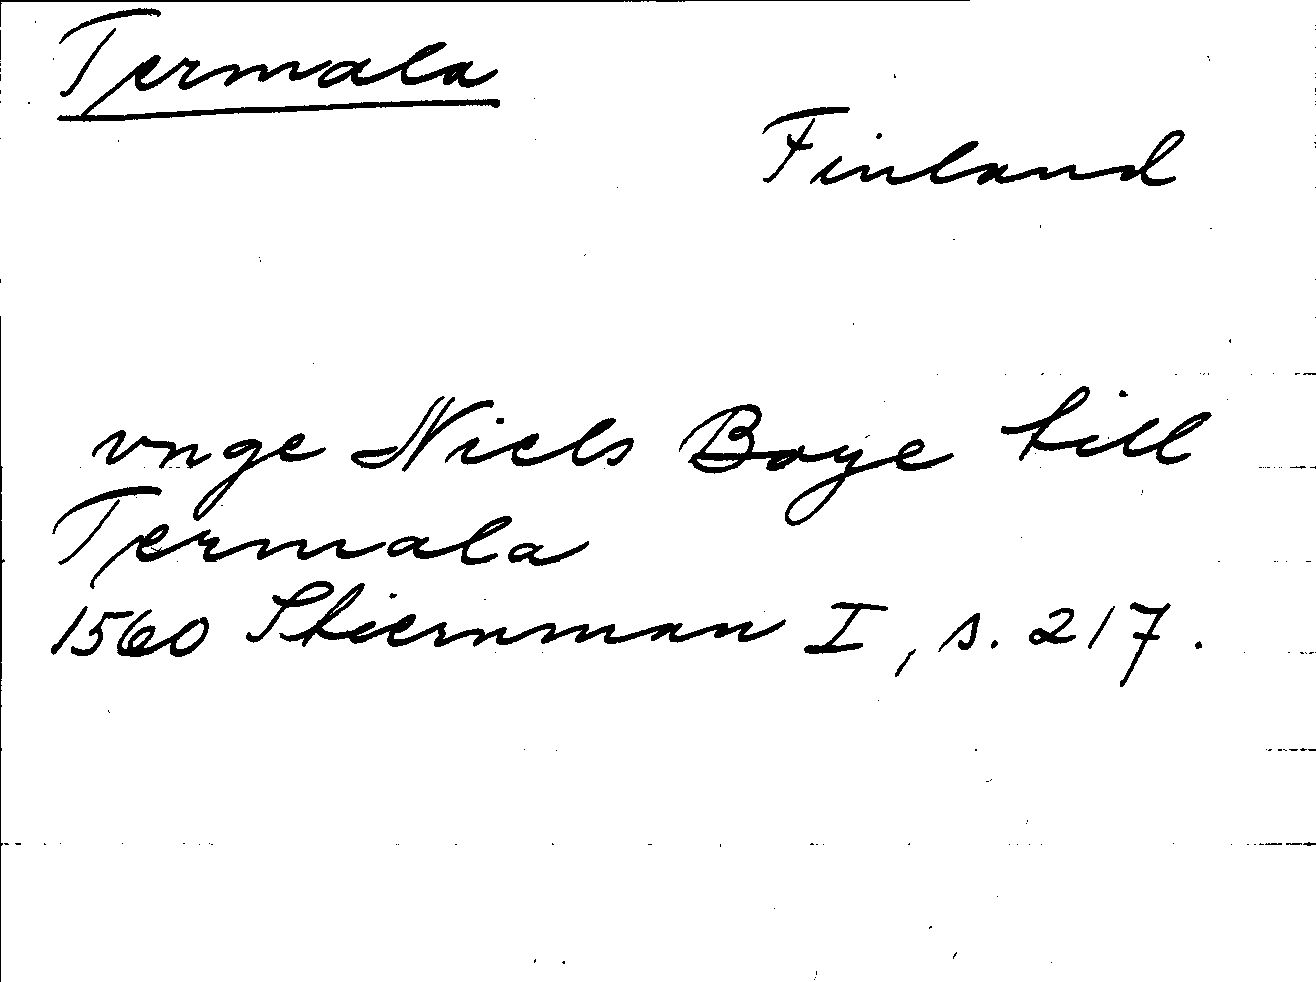 Termala
Finland
vnge Niels Boye till
Termala
1560 Stiernman I, s. 217.